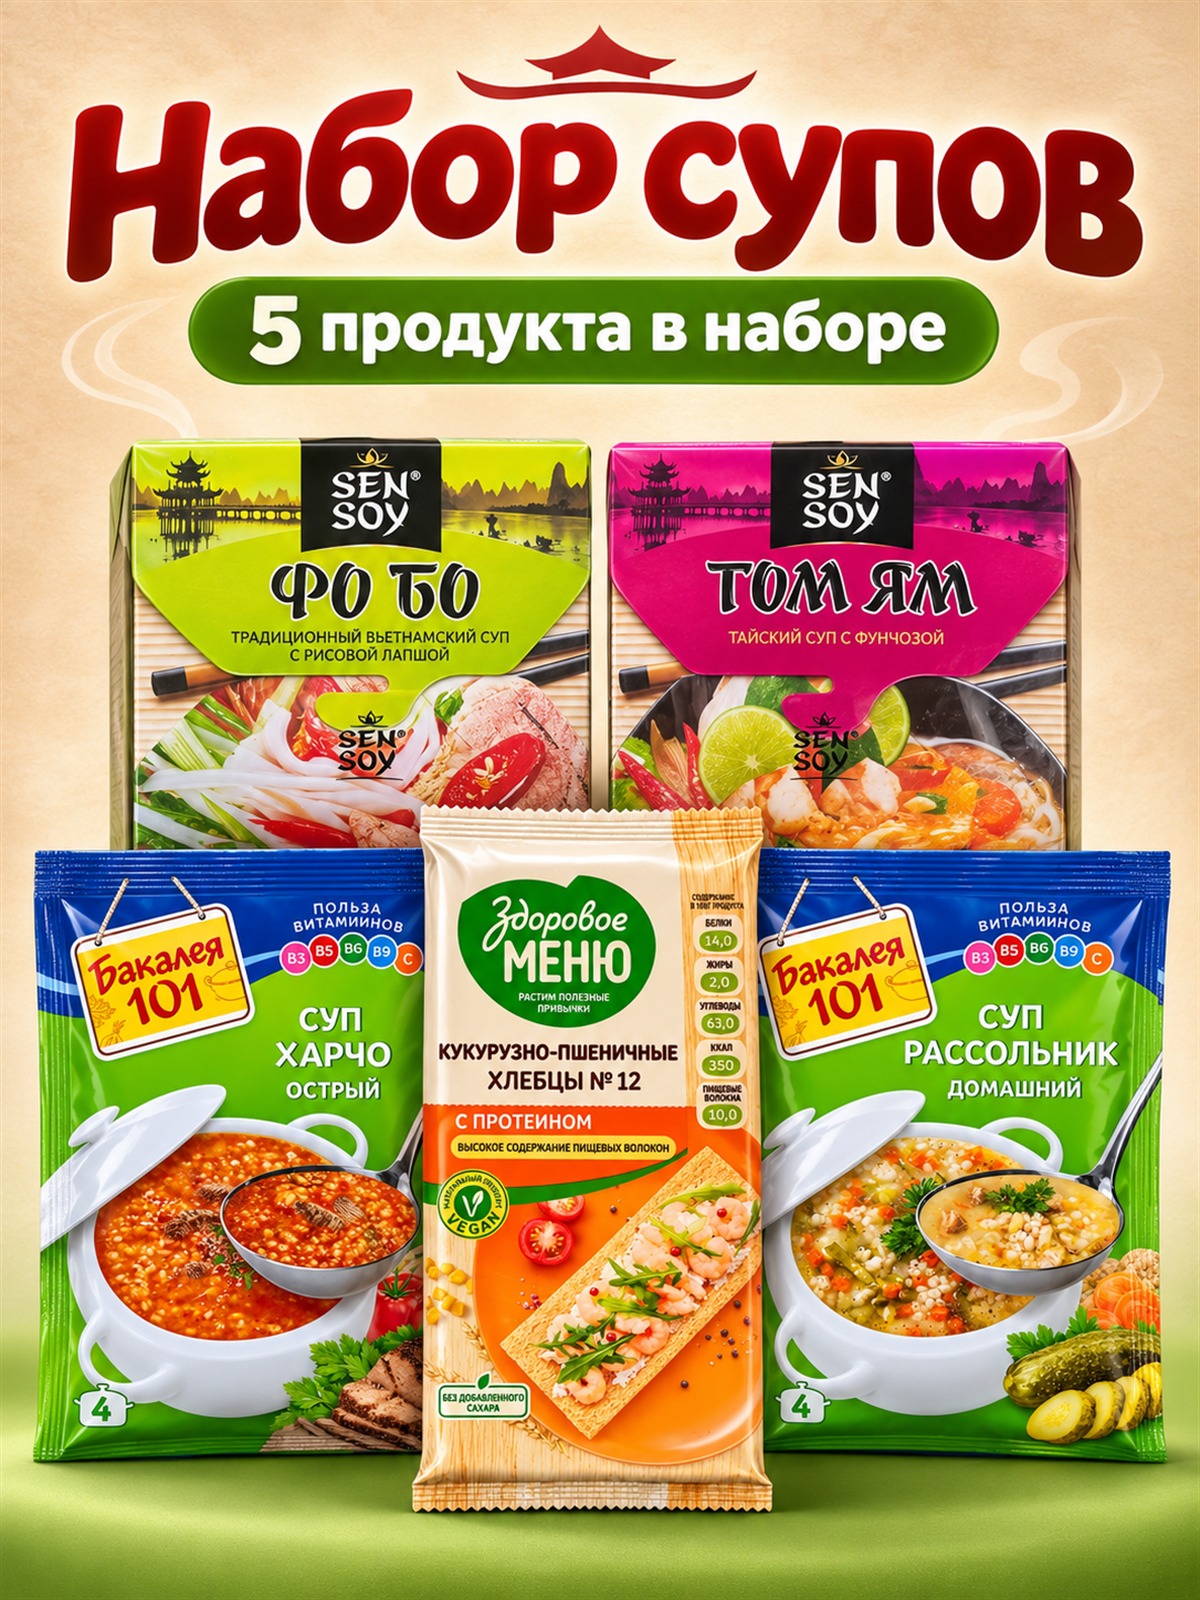 Набор супов
5 продукта в наборе
SEN SOY®
ФО БО
ТРАДИЦИОННЫЙ ВЬЕТНАМСКИЙ СУП
С РИСОВОЙ ЛАПШОЙ
SEN SOY®
SEN SOY®
ТОМ ЯМ
ТАЙСКИЙ СУП С ФУНЧОЗОЙ
SEN SOY®
Бакалея
101
ПОЛЬЗА
ВИТАМИИНОВ
B3 B5 B6 B9 C
СУП
ХАРЧО
ОСТРЫЙ
4
Здоровое
МЕНЮ
РАСТИМ ПОЛЕЗНЫЕ
ПРИВЫЧКИ
СОДЕРЖАНИЕ
В 100Г ПРОДУКТА
БЕЛКИ
14,0
ЖИРЫ
2,0
УГЛЕВОДЫ
63,0
ККАЛ
350
ПИЩЕВЫЕ
ВОЛОКНА
10,0
КУКУРУЗНО-ПШЕНИЧНЫЕ
ХЛЕБЦЫ № 12
С ПРОТЕИНОМ
ВЫСОКОЕ СОДЕРЖАНИЕ ПИЩЕВЫХ ВОЛОКОН
VEGAN
БЕЗ ДОБАВЛЕННОГО
САХАРА
Бакалея
101
ПОЛЬЗА
ВИТАМИИНОВ
B3 B5 B6 B9 C
СУП
РАССОЛЬНИК
ДОМАШНИЙ
4